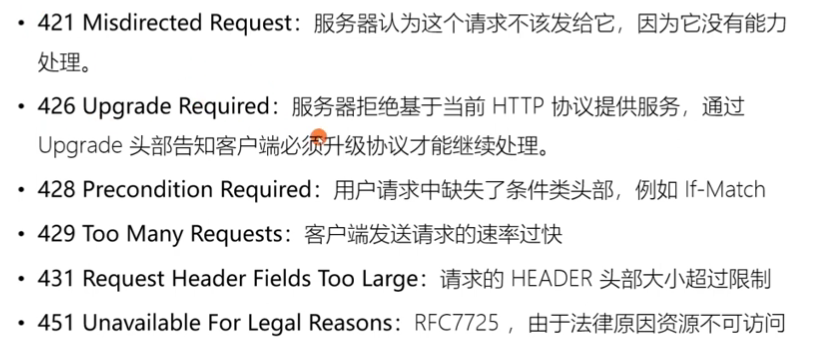 • 421 Misdirected Request：服务器认为这个请求不该发给它，因为它没有能力
处理。
• 426 Upgrade Required：服务器拒绝基于当前 HTTP 协议提供服务，通过
Upgrade 头部告知客户端必须升级协议才能继续处理。
• 428 Precondition Required：用户请求中缺失了条件类头部，例如 If-Match
• 429 Too Many Requests：客户端发送请求的速率过快
• 431 Request Header Fields Too Large：请求的 HEADER 头部大小超过限制
• 451 Unavailable For Legal Reasons：RFC7725 ，由于法律原因资源不可访问